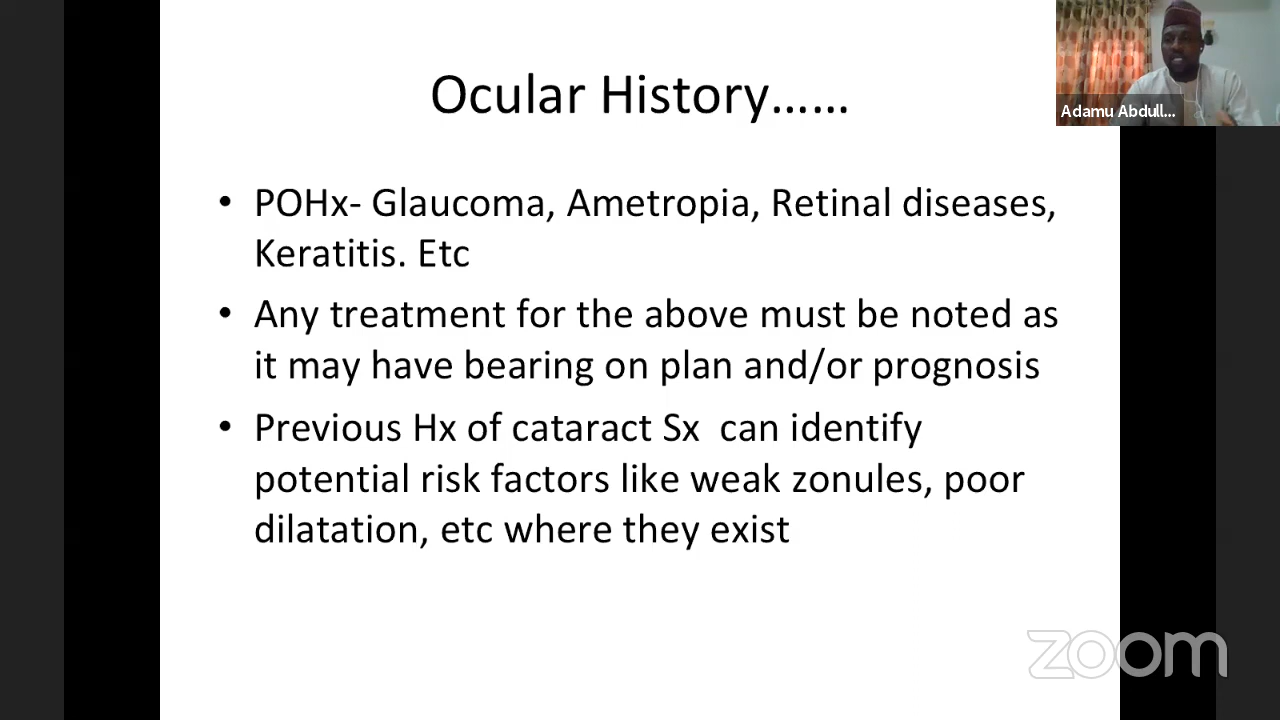 Ocular History……
Adamu Abdull...
• POHx- Glaucoma, Ametropia, Retinal diseases,
Keratitis. Etc
• Any treatment for the above must be noted as
it may have bearing on plan and/or prognosis
• Previous Hx of cataract Sx  can identify
potential risk factors like weak zonules, poor
dilatation, etc where they exist
zoom